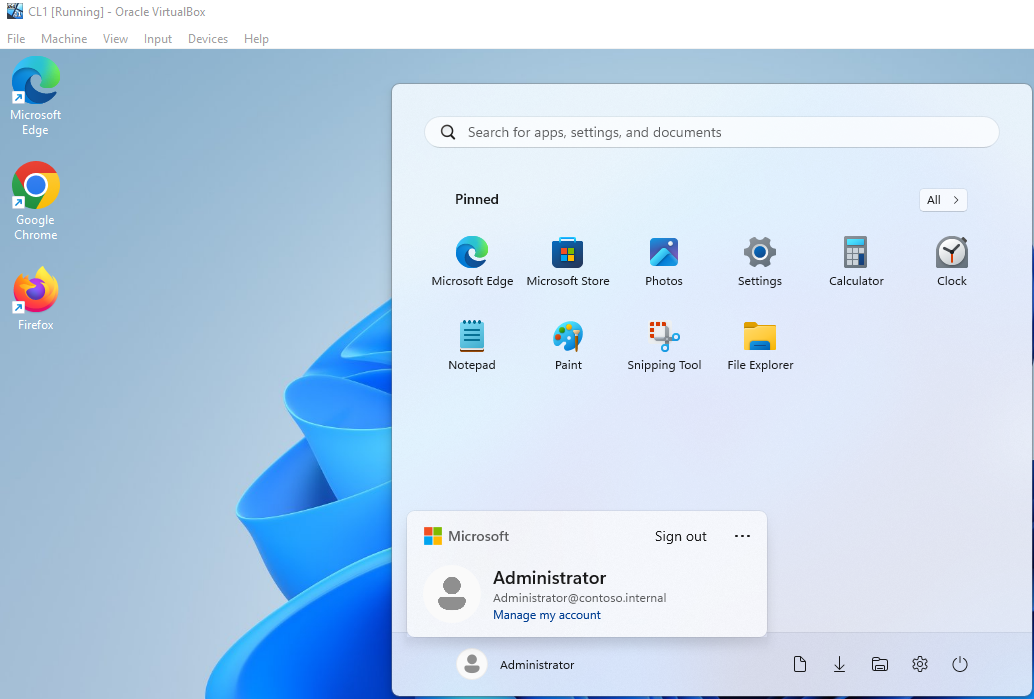 CL1 [Running] - Oracle VirtualBox
File Machine View Input Devices Help
Microsoft
Edge
Google
Chrome
Firefox
Search for apps, settings, and documents
Pinned
All
Microsoft Edge
Microsoft Store
Photos
Settings
Calculator
Clock
Notepad
Paint
Snipping Tool
File Explorer
Microsoft
Sign out
Administrator
Administrator@contoso.internal
Manage my account
Administrator